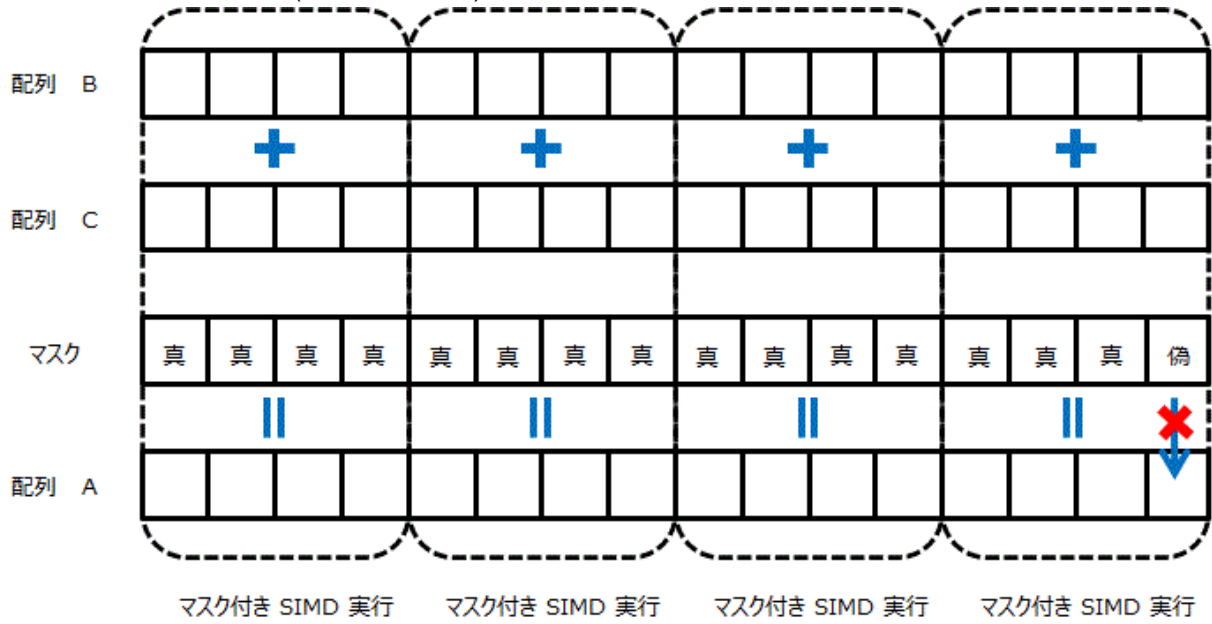 配列 B
配列 C
マスク 真 真 真 真 真 真 真 真 真 真 真 真 真 真 真 偽
配列 A
マスク付き SIMD 実行 マスク付き SIMD 実行 マスク付き SIMD 実行 マスク付き SIMD 実行